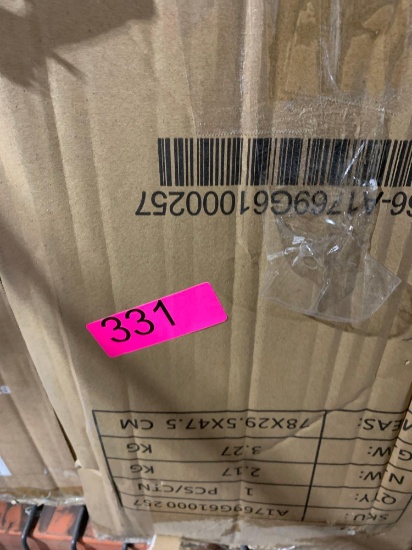 66-A1769G61000257
331
SKU: A1769G61000257
QTY: 1 PCS/CTN
N.W: 2.17 KG
G.W: 3.27 KG
MEAS: 78X29.5X47.5 CM